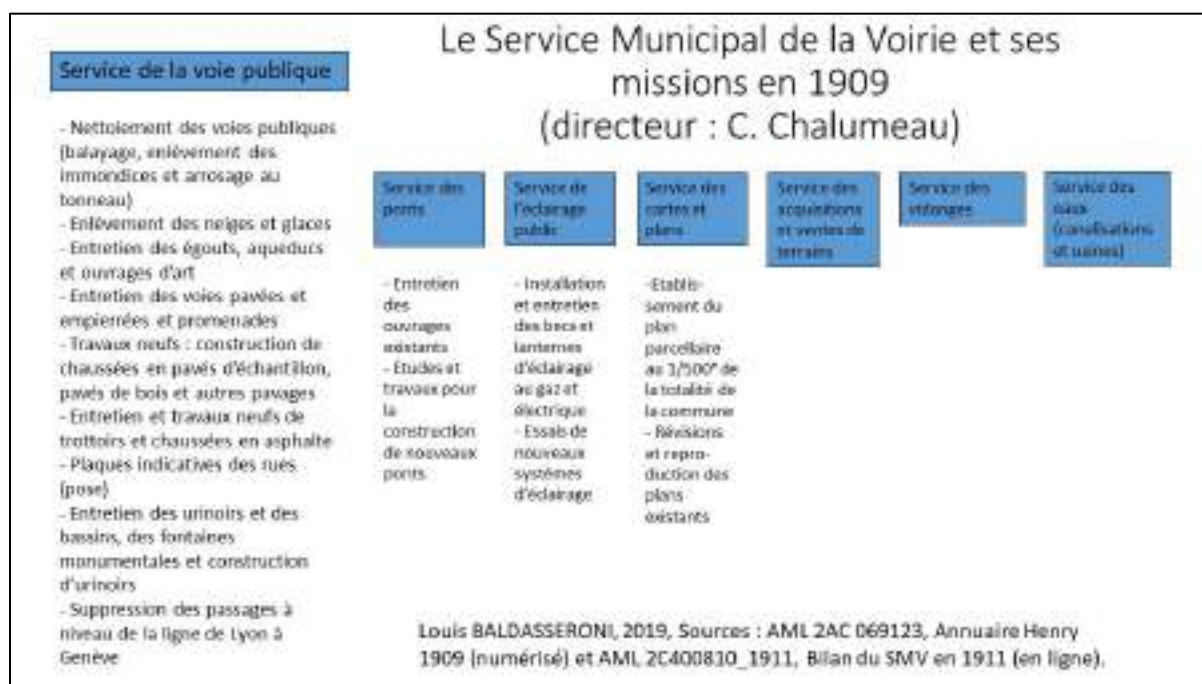 Le Service Municipal de la Voirie et ses
missions en 1909
(directeur : C. Chalumeau)
Service de la voie publique
- Nettoiement des voies publiques
(balayage, enlèvement des
immondices et arrosage au
tonneau)
- Enlèvement des neiges et glaces
- Entretien des égouts, aqueducs
et ouvrages d'art
- Entretien des voies pavées et
empierrées et promenades
- Travaux neufs : construction de
chaussées en pavés d'échantillon,
pavés de bois et autres pavages
- Entretien et travaux neufs de
trottoirs et chaussées en asphalte
- Plaques indicatives des rues
(pose)
- Entretien des urinoirs et des
bassins, des fontaines
monumentales et construction
d'urinoirs
- Suppression des passages à
niveau de la ligne de Lyon à
Genève
Service des
ponts
- Entretien
des
ouvrages
existants
- Etudes et
travaux pour
la
construction
de nouveaux
ponts
Service de
l'éclairage
public
- Installation
et entretien
des becs et
lanternes
d'éclairage
au gaz et
électrique
- Essais de
nouveaux
systèmes
d'éclairage
Service des
cartes et
plans
-Etablis-
sement du
plan
parcellaire
au 1/500° de
la totalité de
la commune
- Révisions
et repro-
duction des
plans
existants
Service des
acquisitions
et ventes de
terrains
Service des
vidanges
Service des
eaux
(canalisations
et usines)
Louis BALDASSERONI, 2019, Sources : AML 2AC 069123, Annuaire Henry
1909 (numérisé) et AML 2C400810_1911, Bilan du SMV en 1911 (en ligne).